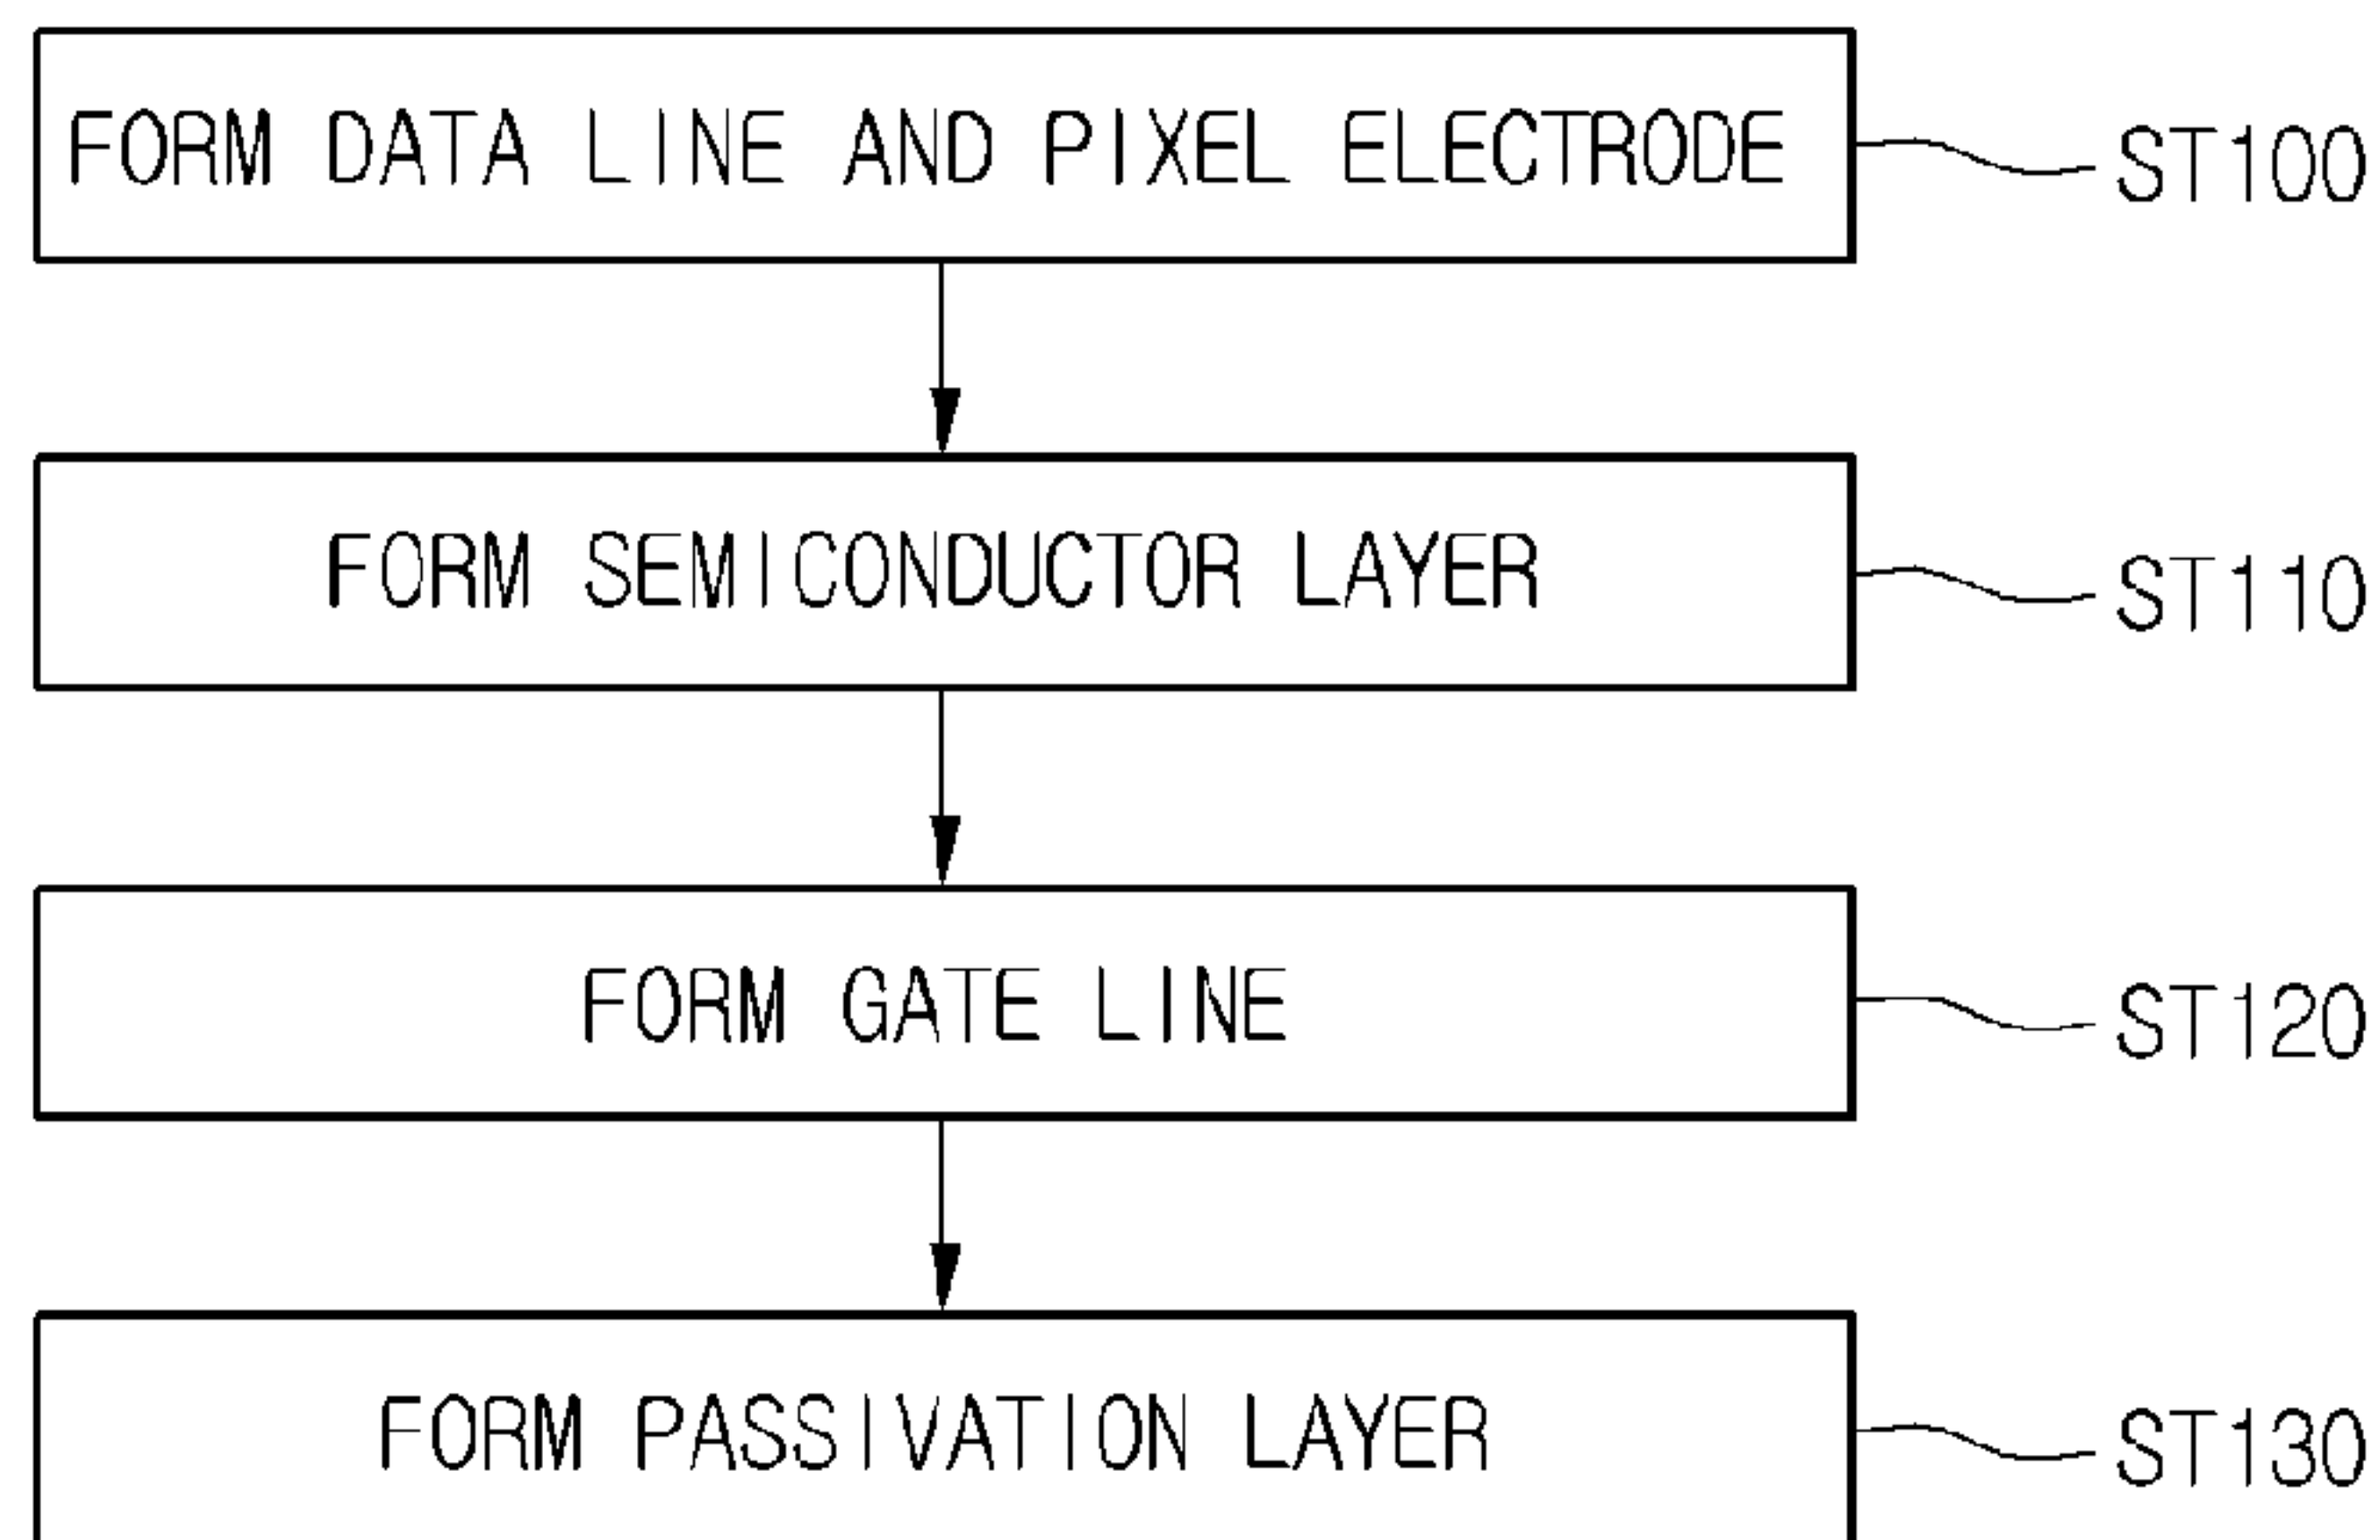 FORM DATA LINE AND PIXEL ELECTRODE
ST100
FORM SEMICONDUCTOR LAYER
ST110
FORM GATE LINE
ST120
FORM PASSIVATION LAYER
ST130